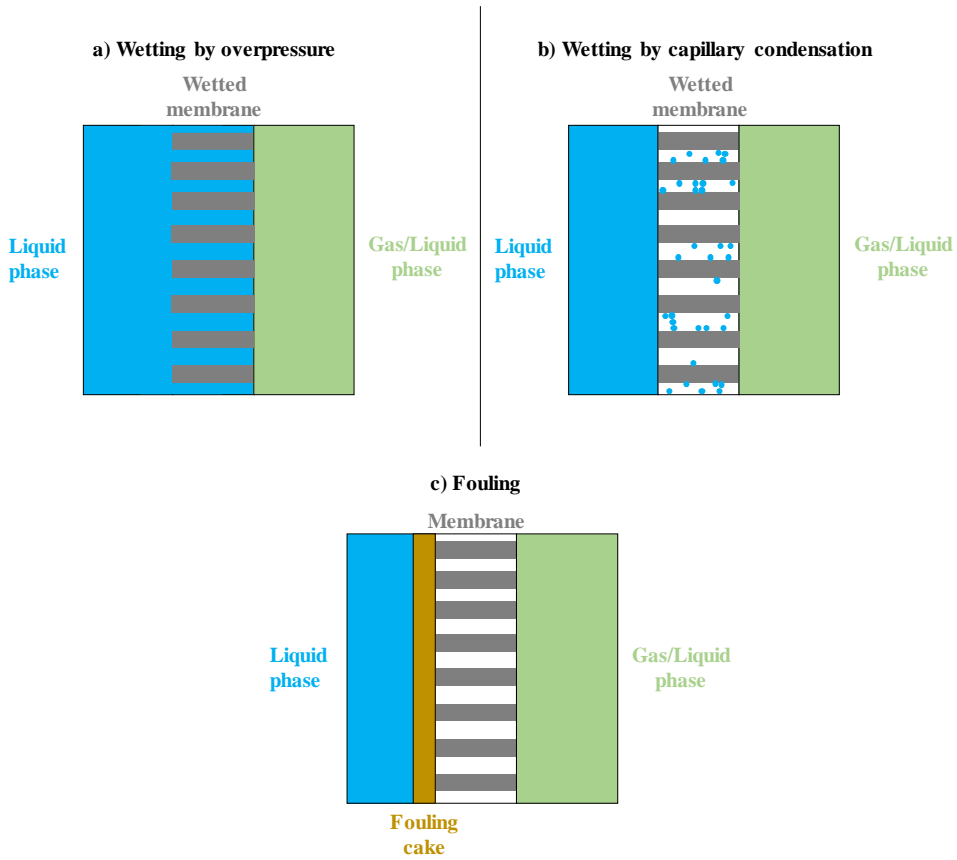 a) Wetting by overpressure
Wetted
membrane
Liquid
phase
Gas/Liquid
phase
b) Wetting by capillary condensation
Wetted
membrane
Liquid
phase
Gas/Liquid
phase
c) Fouling
Membrane
Liquid
phase
Gas/Liquid
phase
Fouling
cake